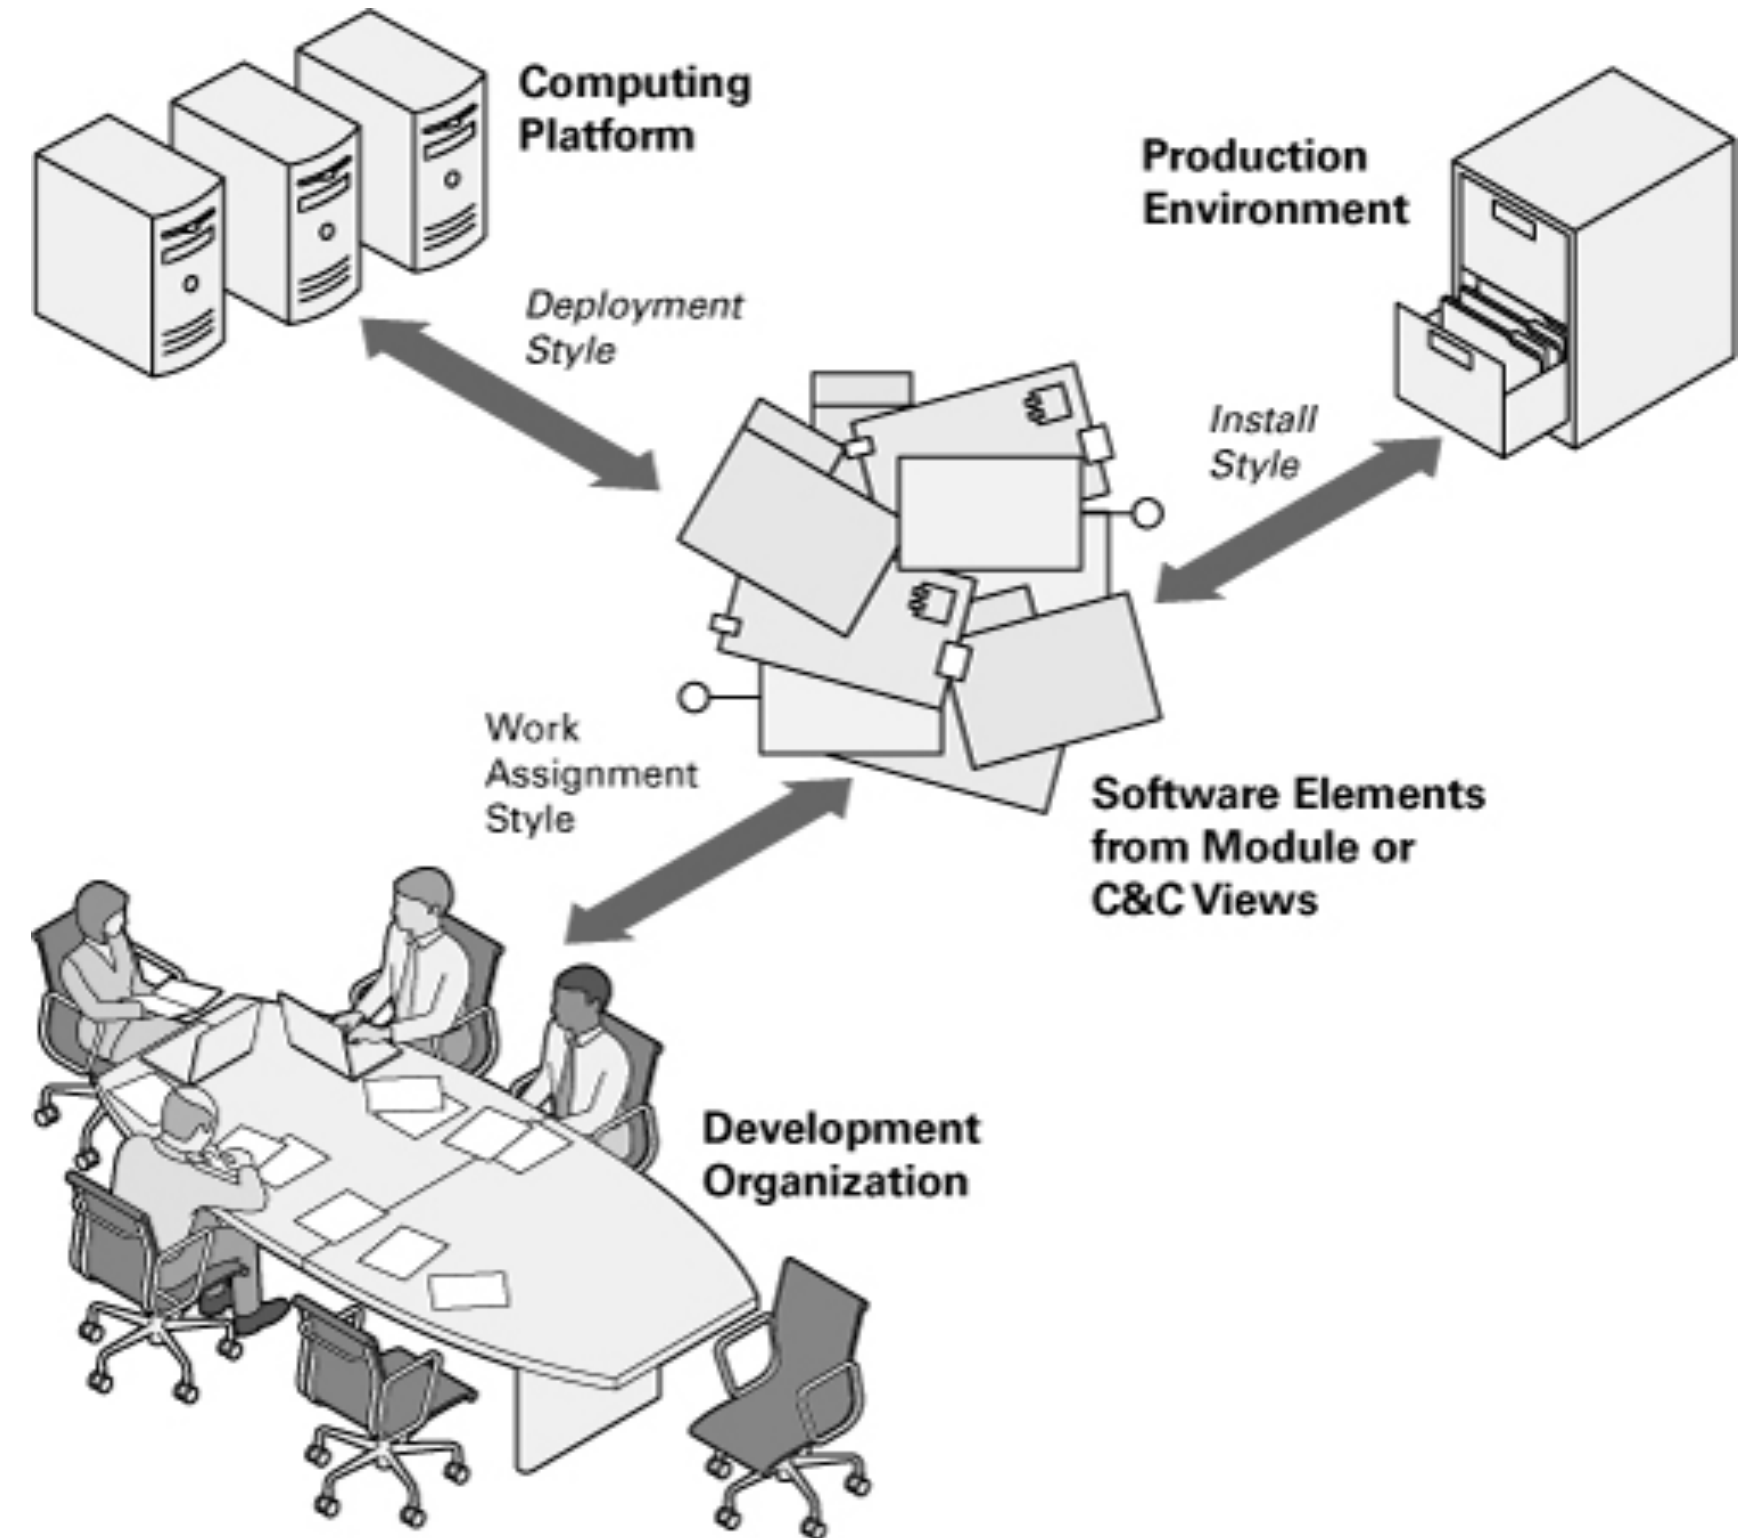 Computing
Platform
Production
Environment
Deployment
Style
Install
Style
Work
Assignment
Style
Software Elements
from Module or
C&C Views
Development
Organization